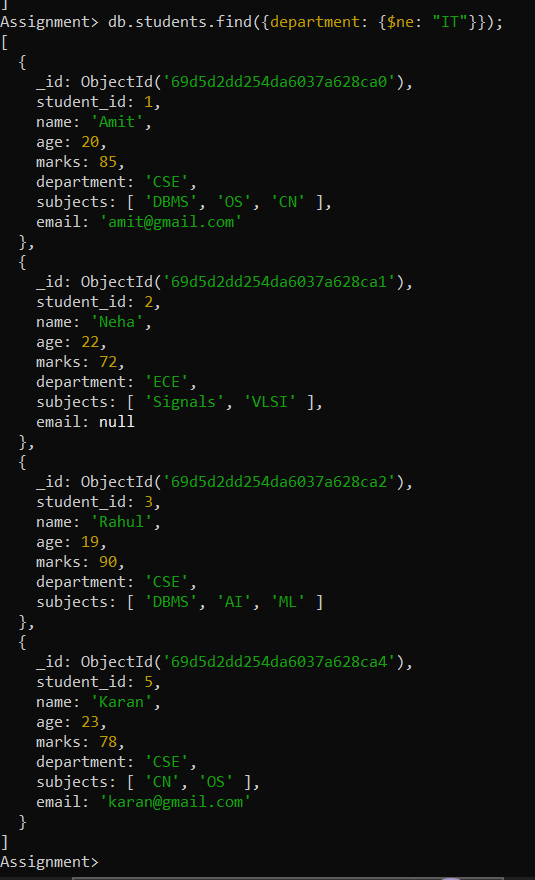 ]
Assignment> db.students.find({department: {$ne: "IT"}});
[
  {
    _id: ObjectId('69d5d2dd254da6037a628ca0'),
    student_id: 1,
    name: 'Amit',
    age: 20,
    marks: 85,
    department: 'CSE',
    subjects: [ 'DBMS', 'OS', 'CN' ],
    email: 'amit@gmail.com'
  },
  {
    _id: ObjectId('69d5d2dd254da6037a628ca1'),
    student_id: 2,
    name: 'Neha',
    age: 22,
    marks: 72,
    department: 'ECE',
    subjects: [ 'Signals', 'VLSI' ],
    email: null
  },
  {
    _id: ObjectId('69d5d2dd254da6037a628ca2'),
    student_id: 3,
    name: 'Rahul',
    age: 19,
    marks: 90,
    department: 'CSE',
    subjects: [ 'DBMS', 'AI', 'ML' ]
  },
  {
    _id: ObjectId('69d5d2dd254da6037a628ca4'),
    student_id: 5,
    name: 'Karan',
    age: 23,
    marks: 78,
    department: 'CSE',
    subjects: [ 'CN', 'OS' ],
    email: 'karan@gmail.com'
  }
]
Assignment>